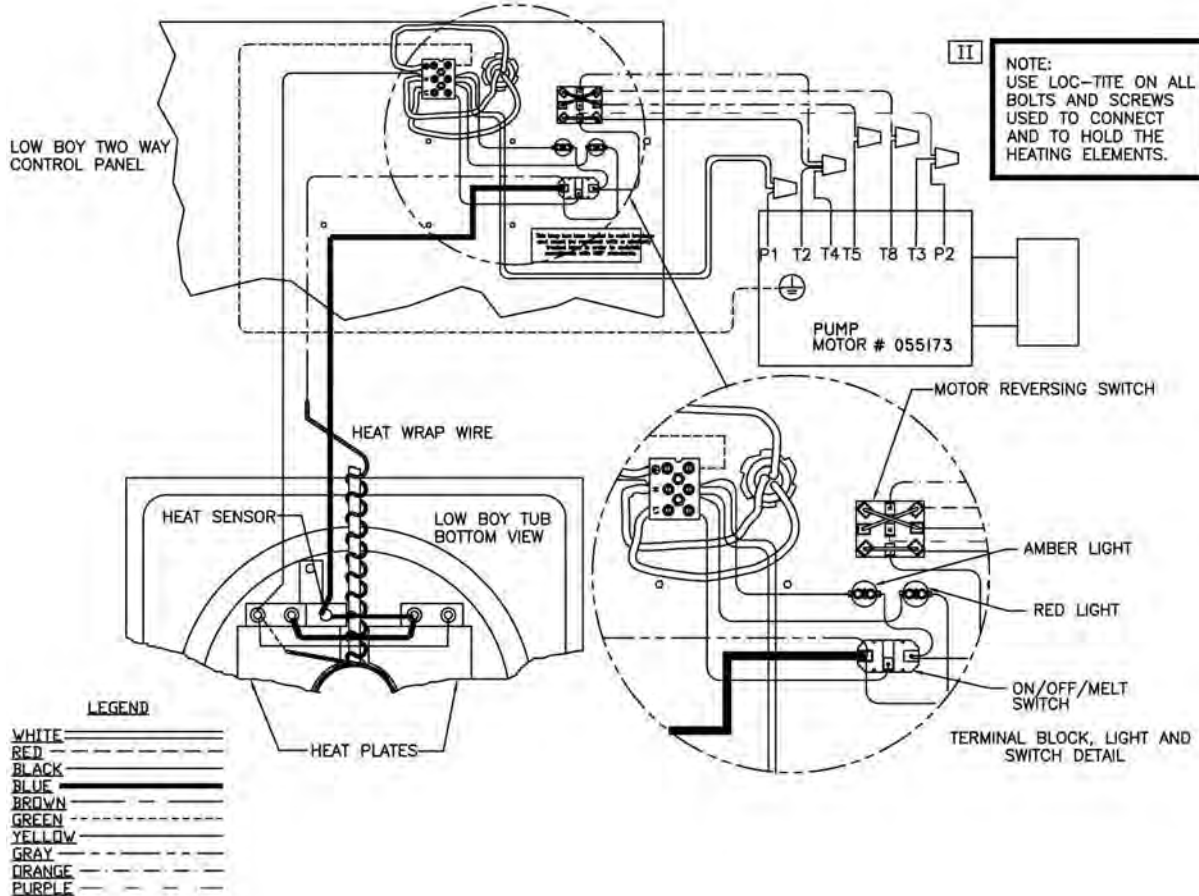 LOW BOY TWO WAY
CONTROL PANEL
II
NOTE:
USE LOC-TITE ON ALL
BOLTS AND SCREWS
USED TO CONNECT
AND TO HOLD THE
HEATING ELEMENTS.
P1 T2 T4 T5 T8 T3 P2
PUMP
MOTOR # 055173
MOTOR REVERSING SWITCH
HEAT WRAP WIRE
HEAT SENSOR
LOW BOY TUB
BOTTOM VIEW
AMBER LIGHT
RED LIGHT
ON/OFF/MELT
SWITCH
HEAT PLATES
TERMINAL BLOCK, LIGHT AND
SWITCH DETAIL
LEGEND
WHITE
RED
BLACK
BLUE
BROWN
GREEN
YELLOW
GRAY
ORANGE
PURPLE